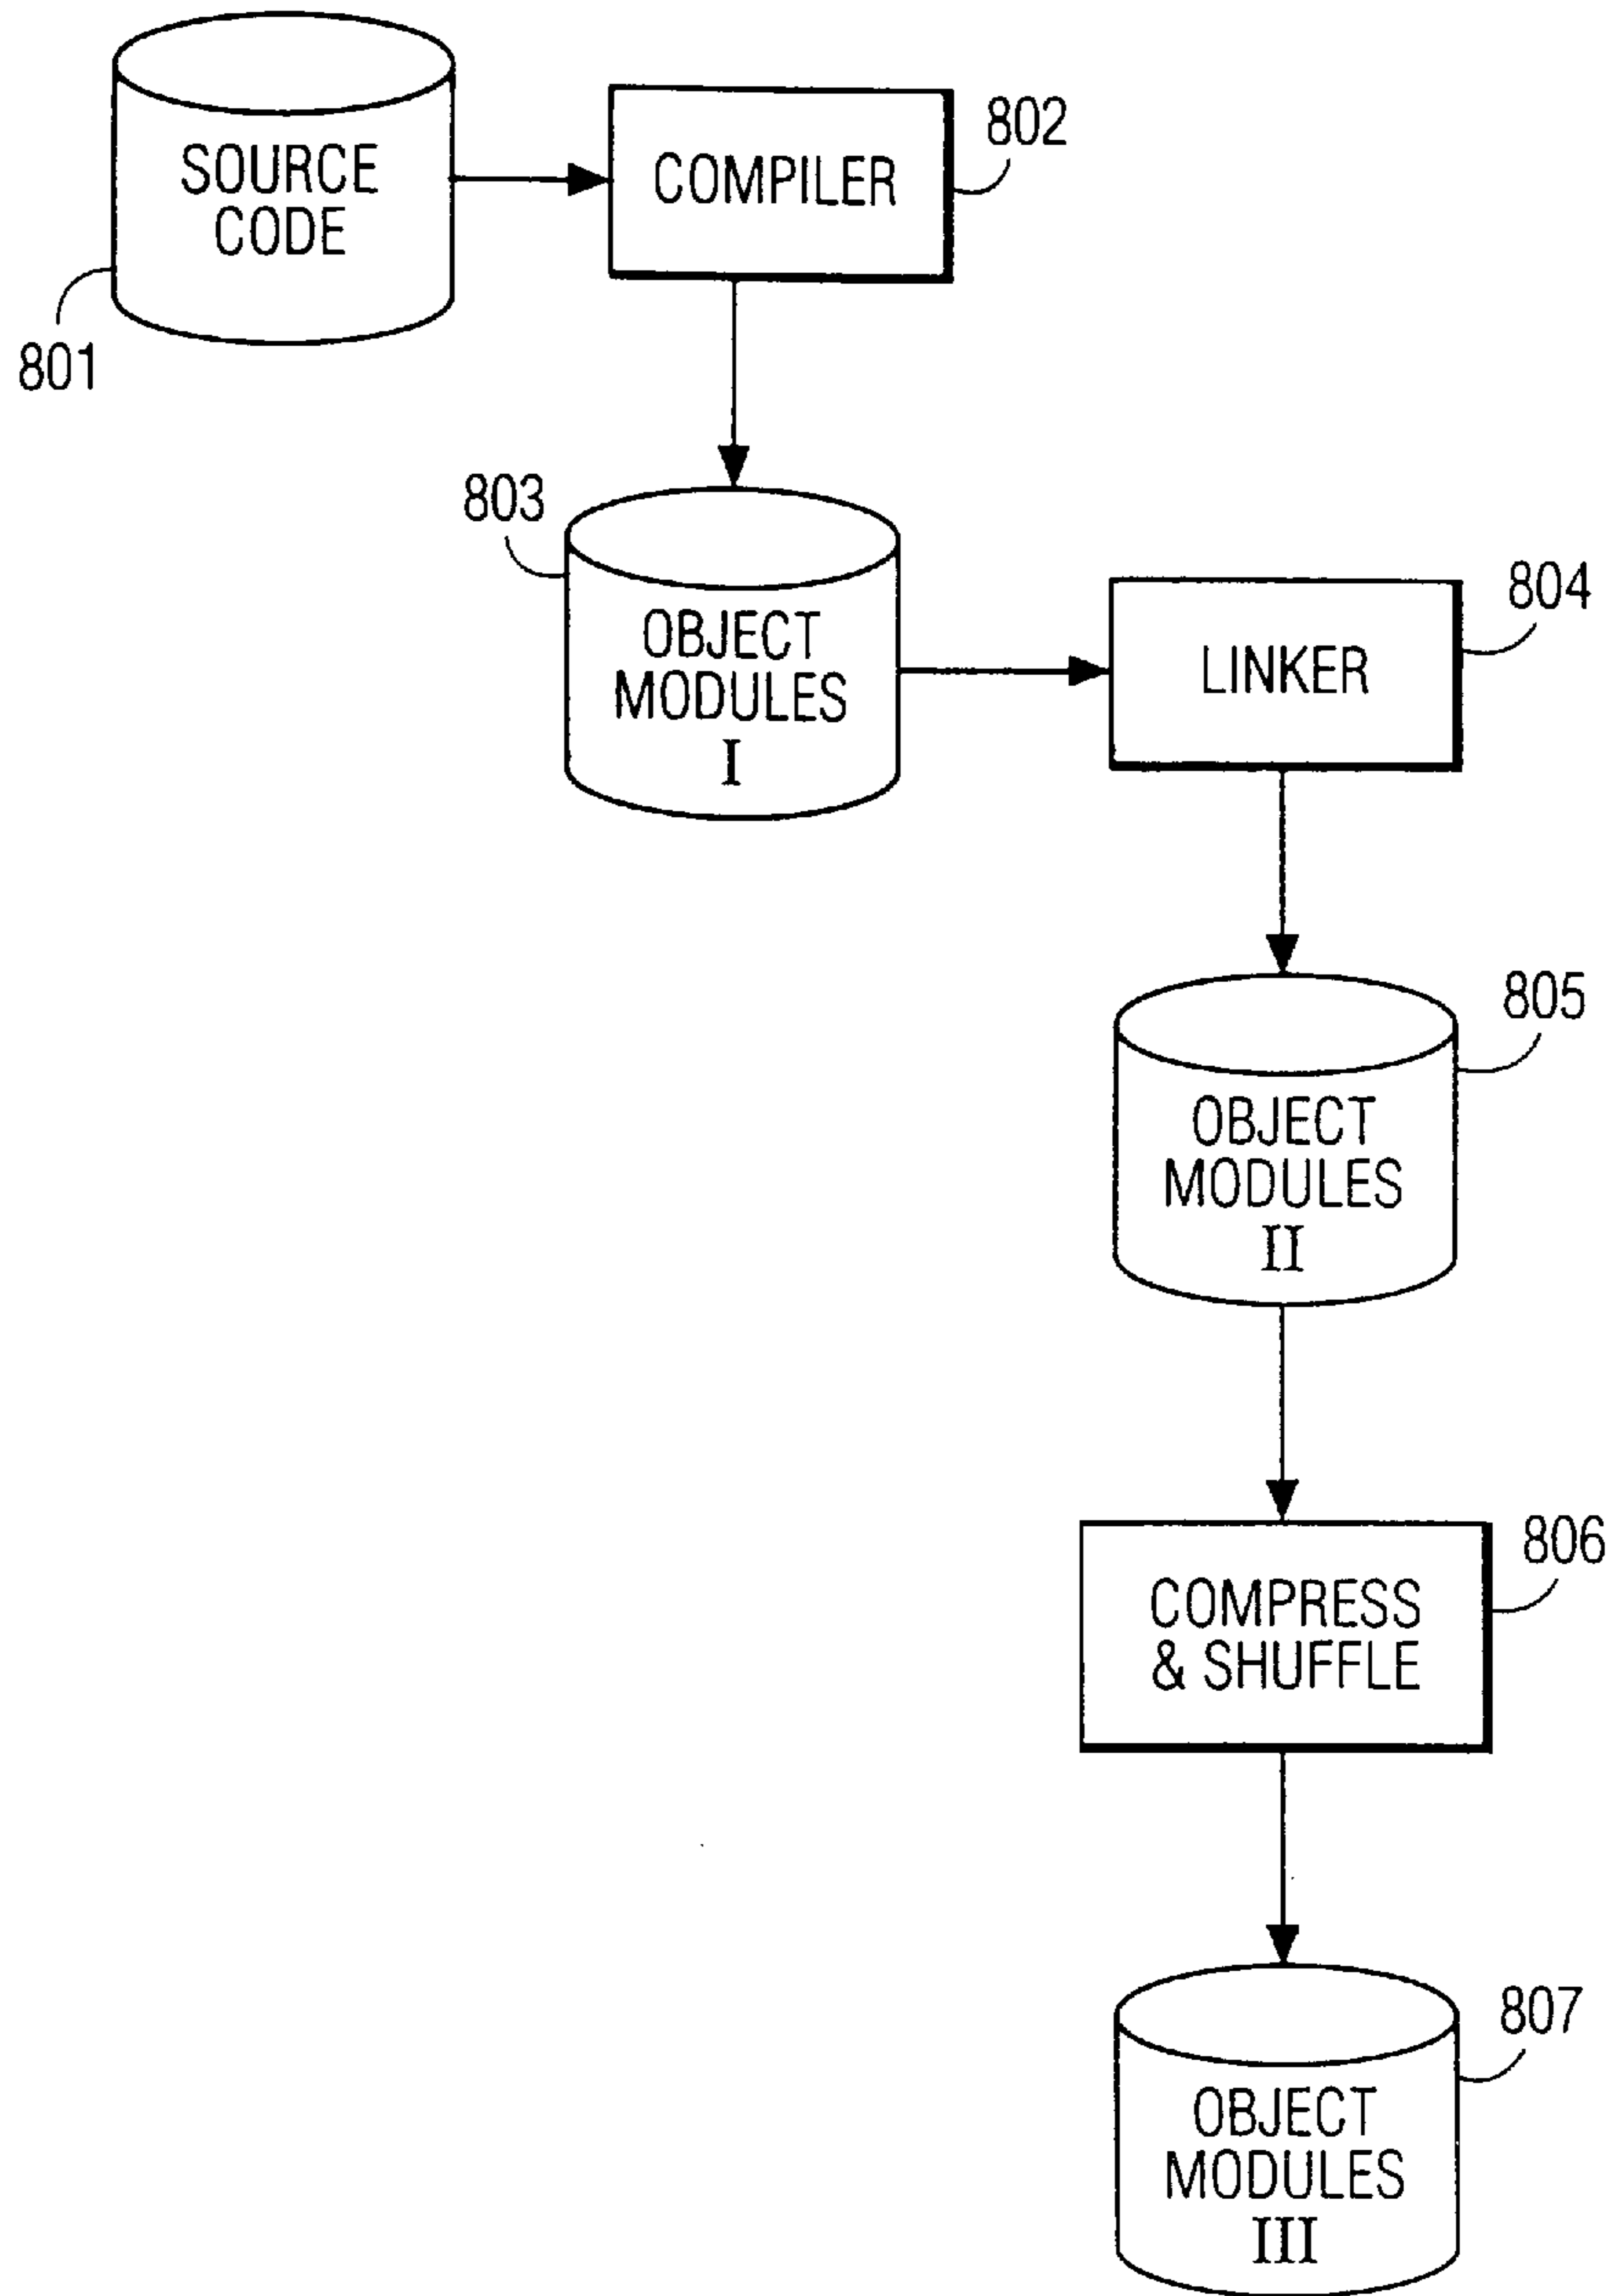 SOURCE
CODE
801
COMPILER
802
803
OBJECT
MODULES
I
LINKER
804
805
OBJECT
MODULES
II
COMPRESS
& SHUFFLE
806
807
OBJECT
MODULES
III